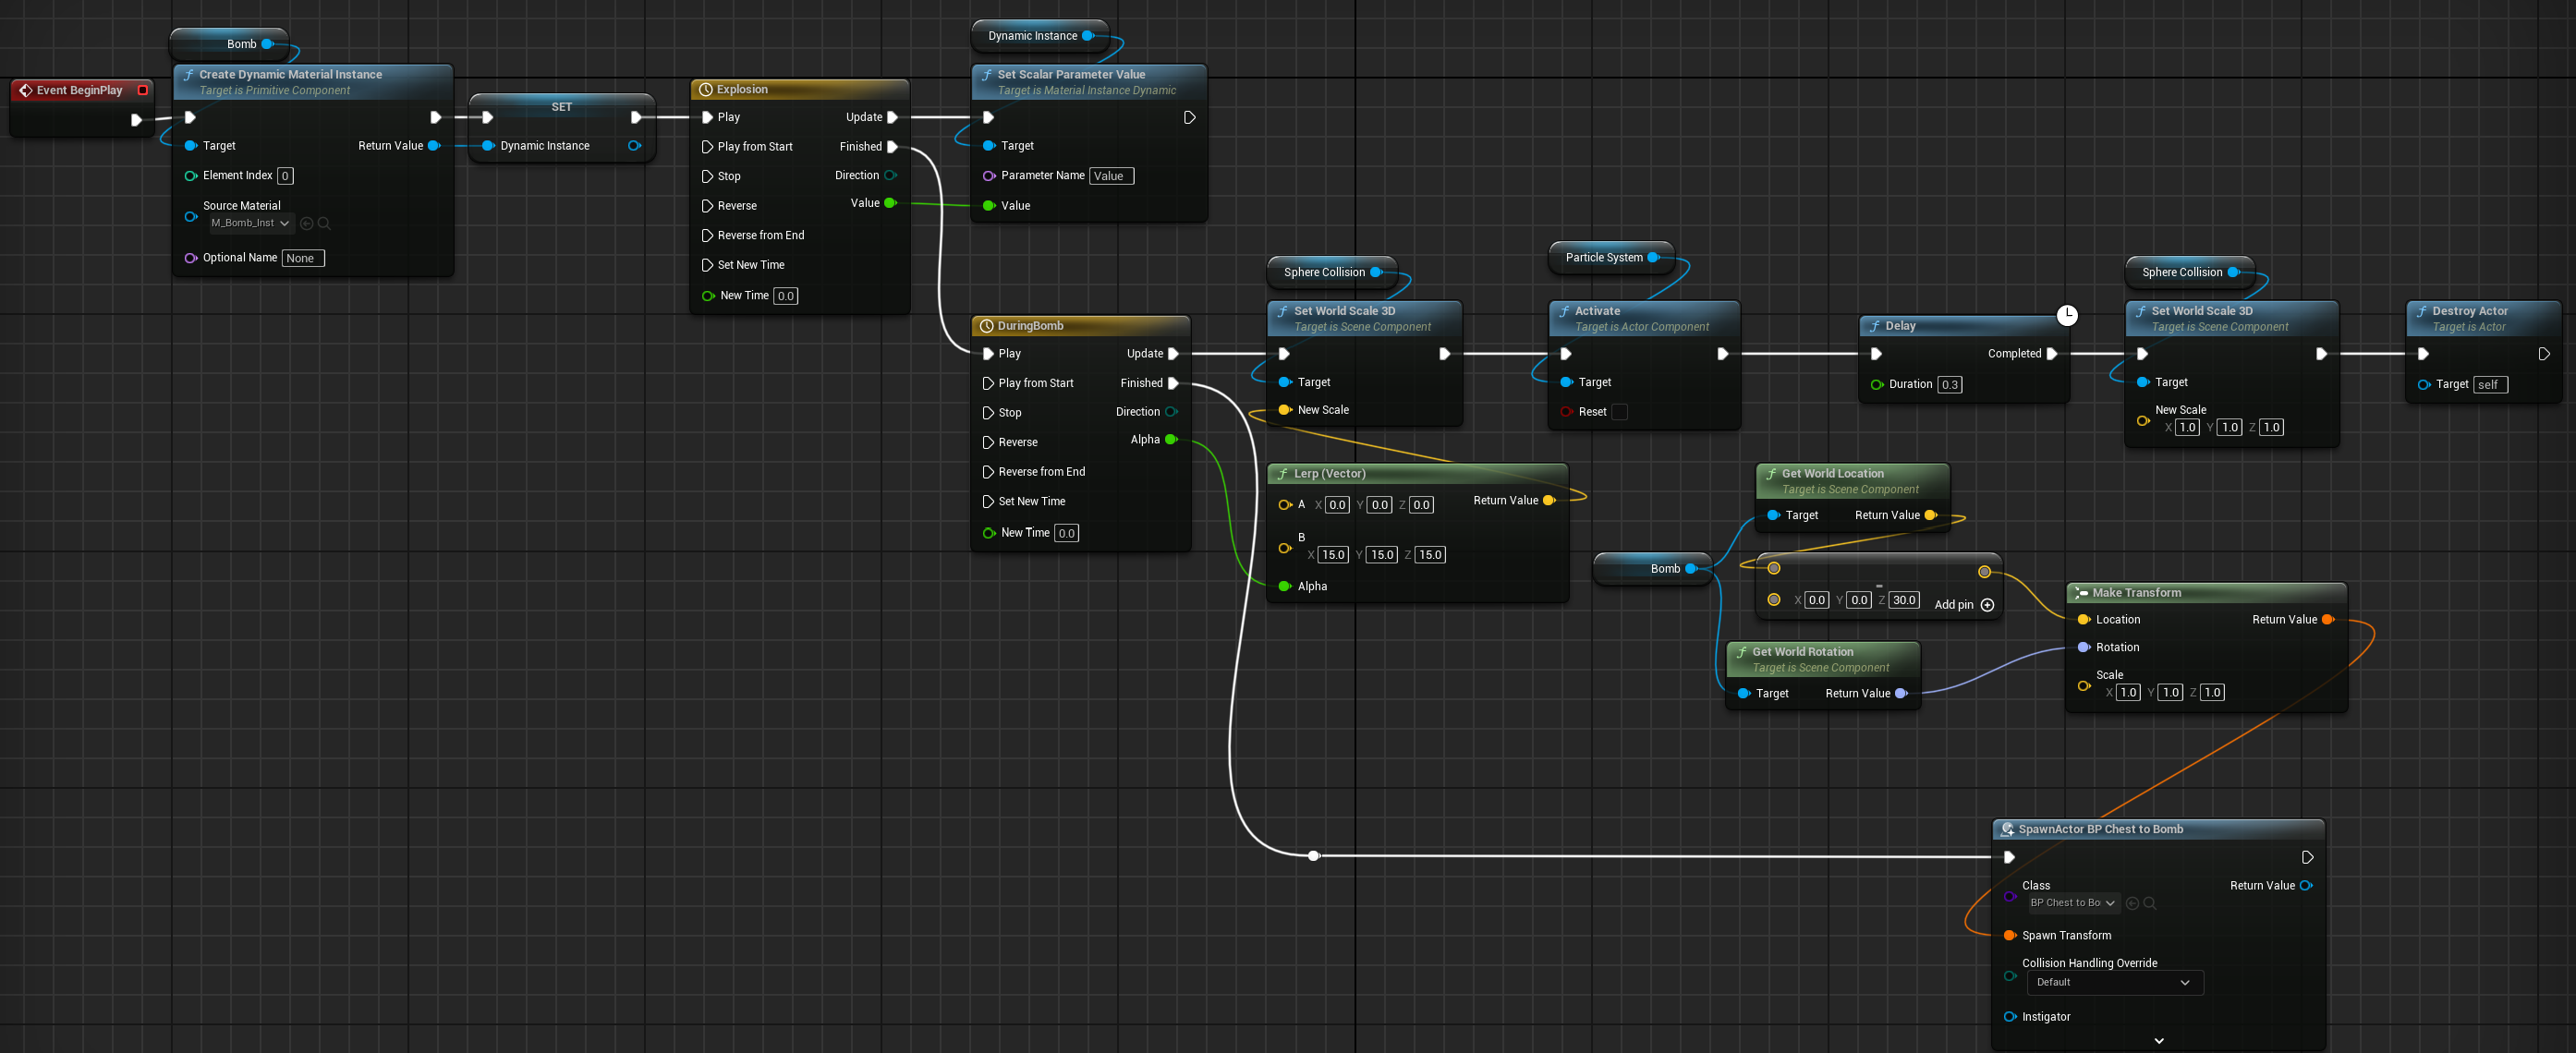 Bomb
Event BeginPlay
Create Dynamic Material Instance
Target is Primitive Component
Target
Return Value
Element Index 0
Source Material
M_Bomb_Inst
Optional Name None
SET
Dynamic Instance
Explosion
Play
Update
Play from Start
Finished
Stop
Direction
Reverse
Value
Reverse from End
Set New Time
New Time 0.0
Dynamic Instance
Set Scalar Parameter Value
Target is Material Instance Dynamic
Target
Parameter Name Value
Value
DuringBomb
Play
Update
Play from Start
Finished
Stop
Direction
Reverse
Alpha
Reverse from End
Set New Time
New Time 0.0
Sphere Collision
Set World Scale 3D
Target is Scene Component
Target
New Scale
Particle System
Activate
Target is Actor Component
Target
Reset
Delay
Completed
Duration 0.3
Sphere Collision
Set World Scale 3D
Target is Scene Component
Target
New Scale
X 1.0 Y 1.0 Z 1.0
Destroy Actor
Target is Actor
Target self
Lerp (Vector)
A X 0.0 Y 0.0 Z 0.0
Return Value
B
X 15.0 Y 15.0 Z 15.0
Alpha
Get World Location
Target is Scene Component
Target
Return Value
Bomb
-
X 0.0 Y 0.0 Z 30.0
Add pin
Get World Rotation
Target is Scene Component
Target
Return Value
Make Transform
Location
Return Value
Rotation
Scale
X 1.0 Y 1.0 Z 1.0
SpawnActor BP Chest to Bomb
Class
BP Chest to Bo
Return Value
Spawn Transform
Collision Handling Override
Default
Instigator